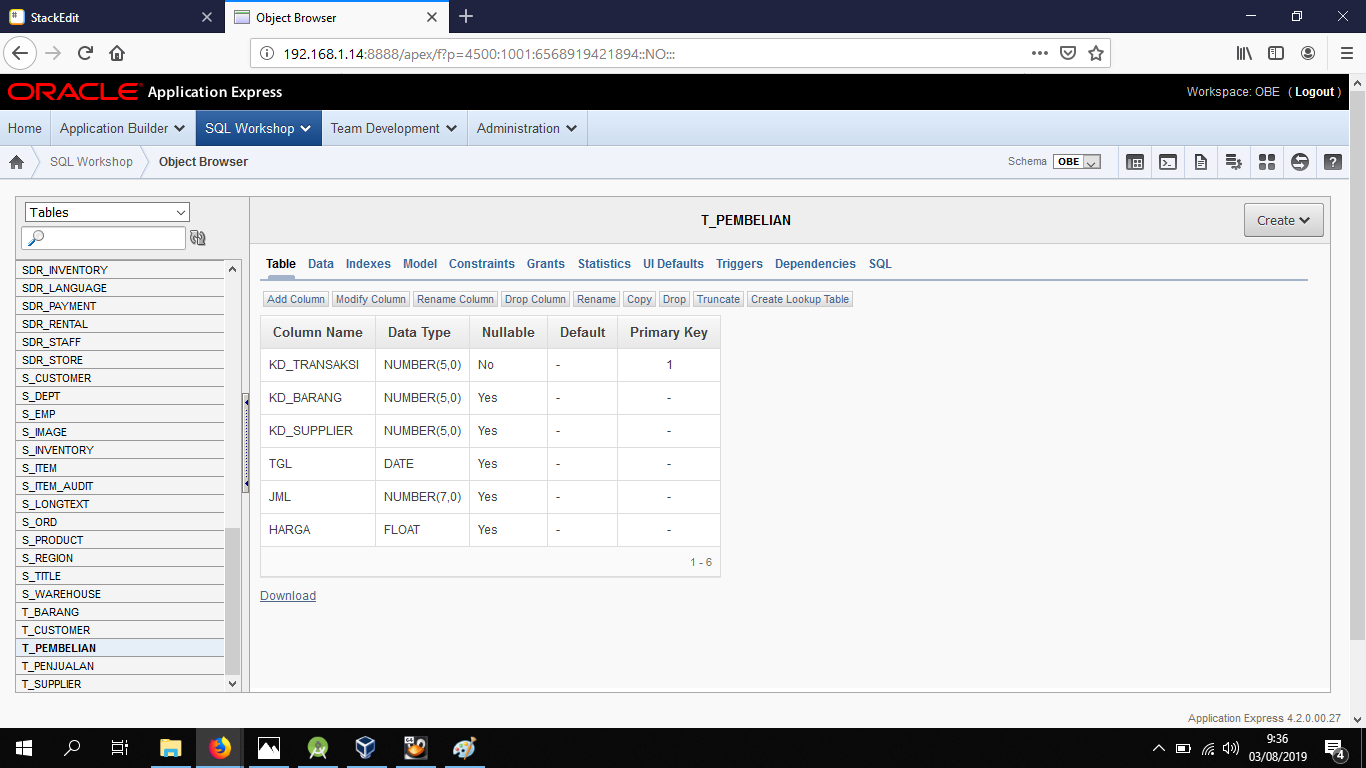 StackEdit
Object Browser
192.168.1.14:8888/apex/f?p=4500:1001:6568919421894::NO:::
ORACLE Application Express
Workspace: OBE ( Logout )
Home Application Builder SQL Workshop Team Development Administration
SQL Workshop Object Browser
Schema OBE
Tables
SDR_INVENTORY
SDR_LANGUAGE
SDR_PAYMENT
SDR_RENTAL
SDR_STAFF
SDR_STORE
S_CUSTOMER
S_DEPT
S_EMP
S_IMAGE
S_INVENTORY
S_ITEM
S_ITEM_AUDIT
S_LONGTEXT
S_ORD
S_PRODUCT
S_REGION
S_TITLE
S_WAREHOUSE
T_BARANG
T_CUSTOMER
T_PEMBELIAN
T_PENJUALAN
T_SUPPLIER
T_PEMBELIAN
Create
Table Data Indexes Model Constraints Grants Statistics UI Defaults Triggers Dependencies SQL
Add Column Modify Column Rename Column Drop Column Rename Copy Drop Truncate Create Lookup Table
Column Name Data Type Nullable Default Primary Key
KD_TRANSAKSI NUMBER(5,0) No - 1
KD_BARANG NUMBER(5,0) Yes - -
KD_SUPPLIER NUMBER(5,0) Yes - -
TGL DATE Yes - -
JML NUMBER(7,0) Yes - -
HARGA FLOAT Yes - -
1 - 6
Download
Application Express 4.2.0.00.27
9:36
03/08/2019
4